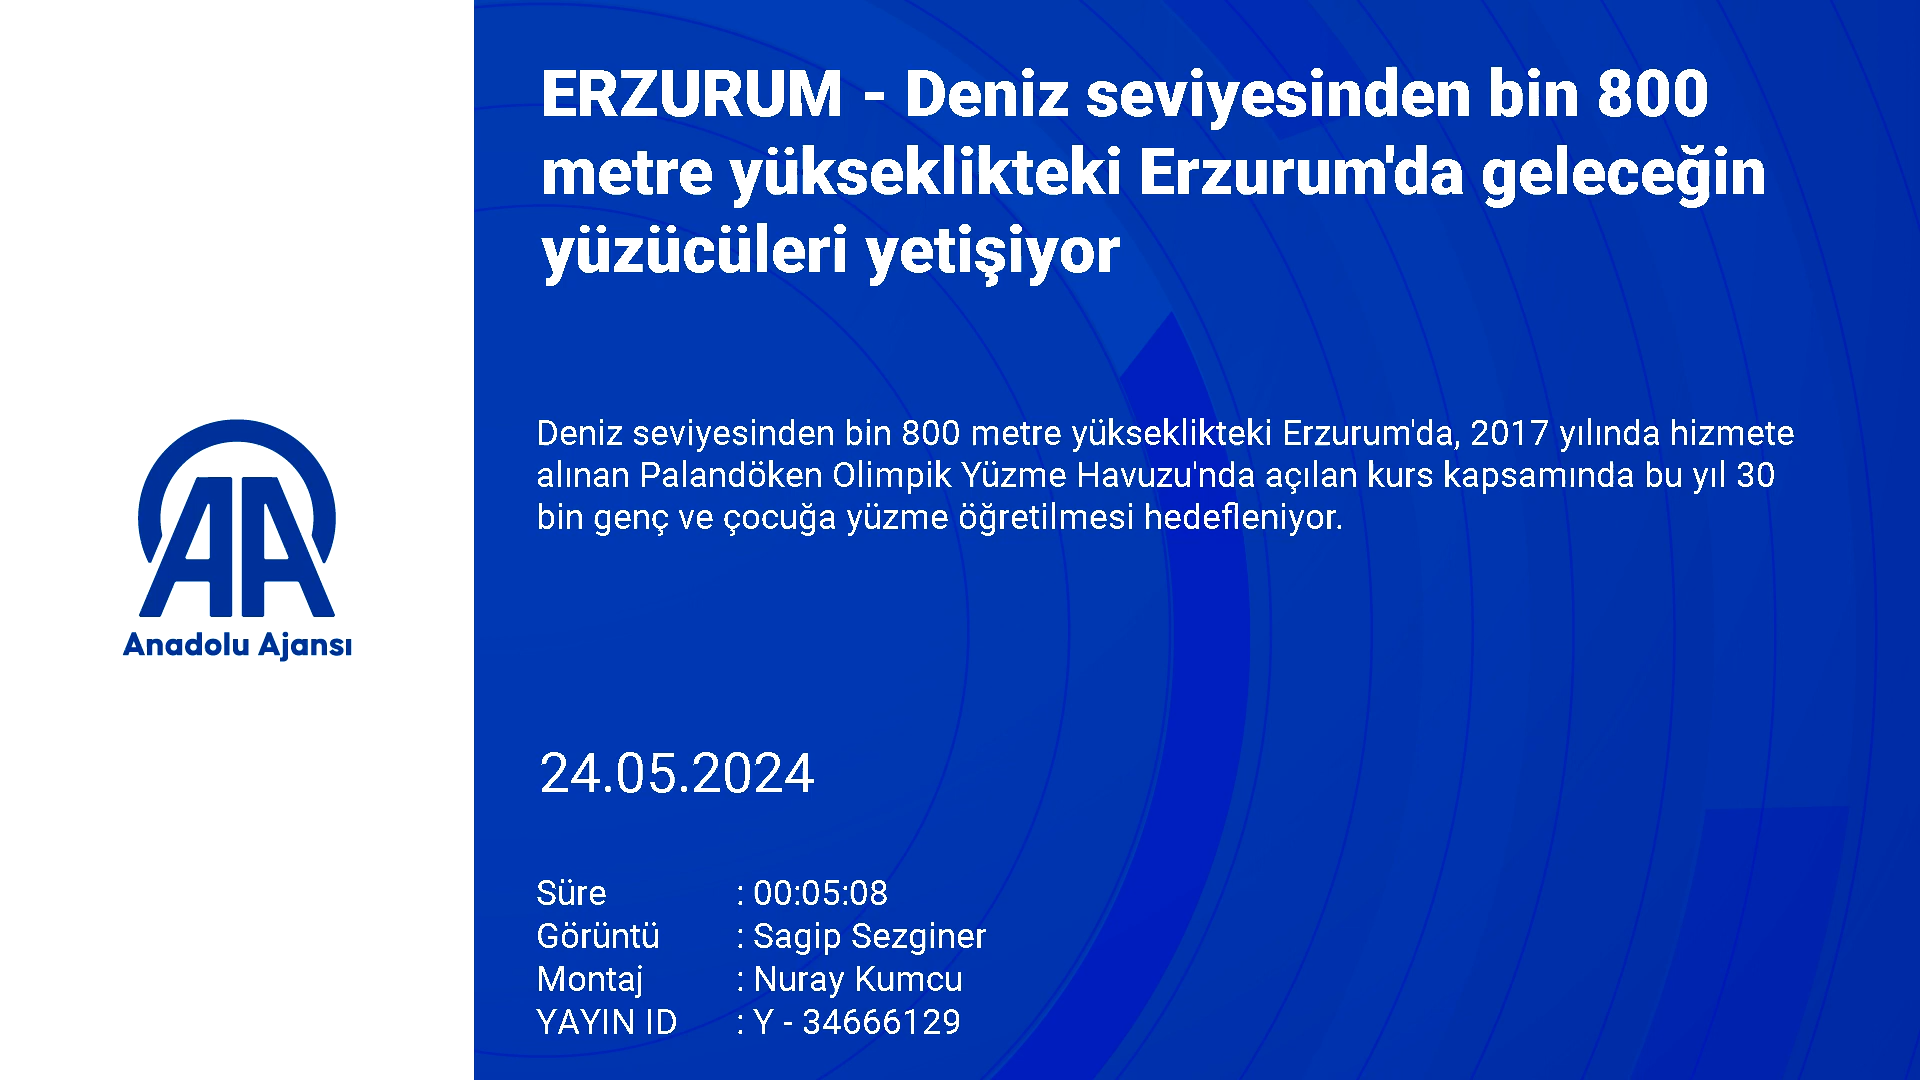 ERZURUM - Deniz seviyesinden bin 800
metre yükseklikteki Erzurum'da geleceğin
yüzücüleri yetişiyor
Deniz seviyesinden bin 800 metre yükseklikteki Erzurum'da, 2017 yılında hizmete
alınan Palandöken Olimpik Yüzme Havuzu'nda açılan kurs kapsamında bu yıl 30
bin genç ve çocuğa yüzme öğretilmesi hedefleniyor.
AA
Anadolu Ajansı
24.05.2024
Süre : 00:05:08
Görüntü : Sagip Sezginer
Montaj : Nuray Kumcu
YAYIN ID : Y - 34666129